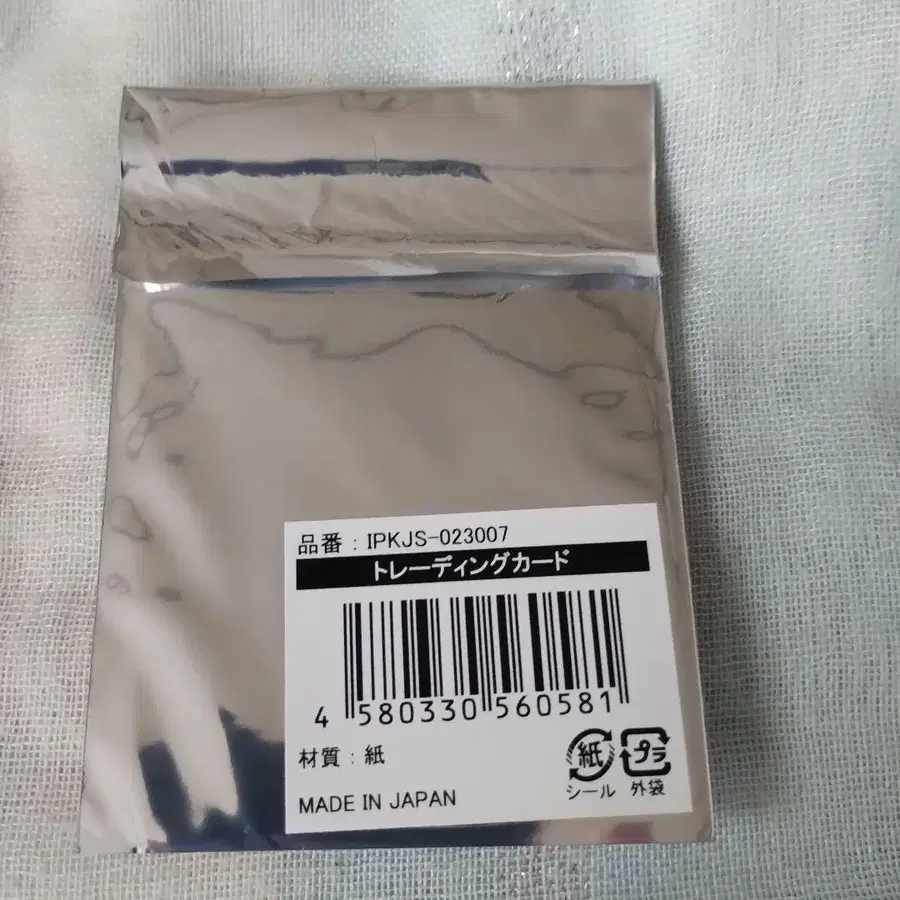 品番：IPKJS-023007
トレーディングカード
4 580330 560581
材質：紙
紙 プラ
シール 外袋
MADE IN JAPAN